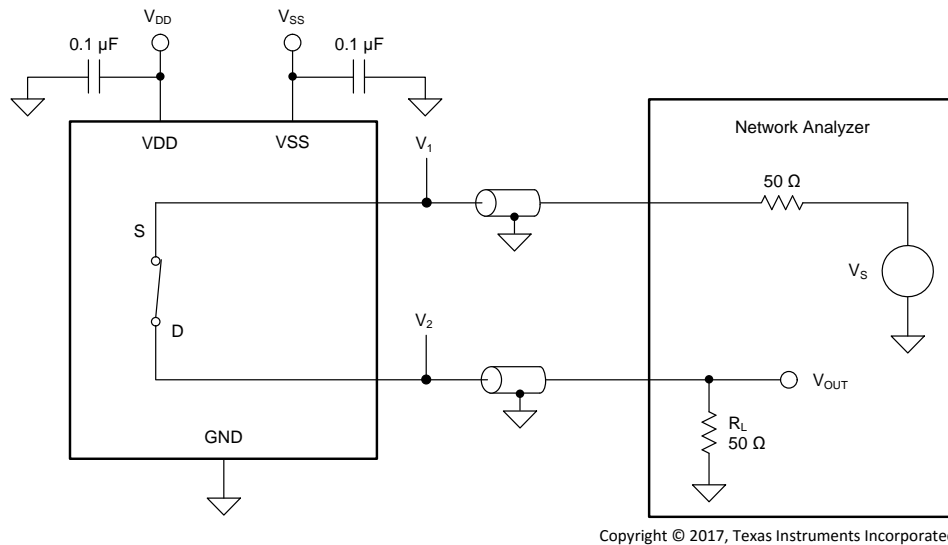 V_DD
V_SS
0.1 µF
0.1 µF
VDD
VSS
V_1
Network Analyzer
50 Ω
S
V_S
D
V_2
V_OUT
R_L
50 Ω
GND
Copyright © 2017, Texas Instruments Incorporate